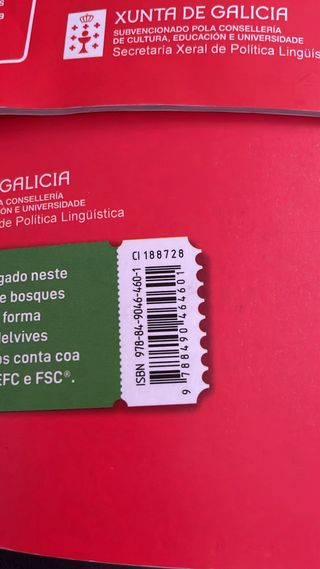 XUNTA DE GALICIA
SUBVENCIONADO POLA CONSELLERÍA
DE CULTURA, EDUCACIÓN E UNIVERSIDADE
Secretaría Xeral de Política
a
GALICIA
A CONSELLERÍA
ÓN E UNIVERSIDADE
de Política Lingüística
gado neste
e bosques
forma
delvives
os conta coa
EFC e FSC®.
CI 188728
ISBN 978-84-9046-460-1
9 788490 464601